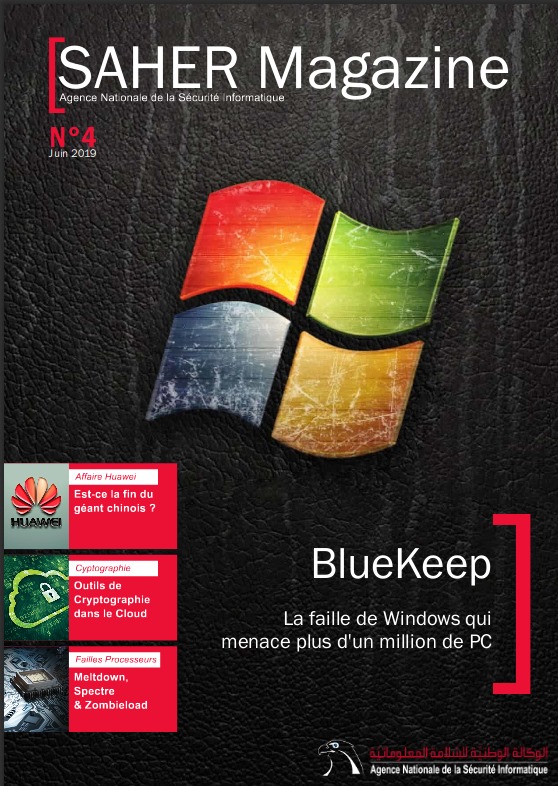 SAHER Magazine
Agence Nationale de la Sécurité Informatique
N°4
Juin 2019
Affaire Huawei
Est-ce la fin du
géant chinois ?
HUAWEI
Cyptographie
Outils de
Cryptographie
dans le Cloud
Failles Processeurs
Meltdown,
Spectre
& Zombieload
BlueKeep
La faille de Windows qui
menace plus d'un million de PC
الوكالة الوطنية للسلامة المعلوماتية
Agence Nationale de la Sécurité Informatique